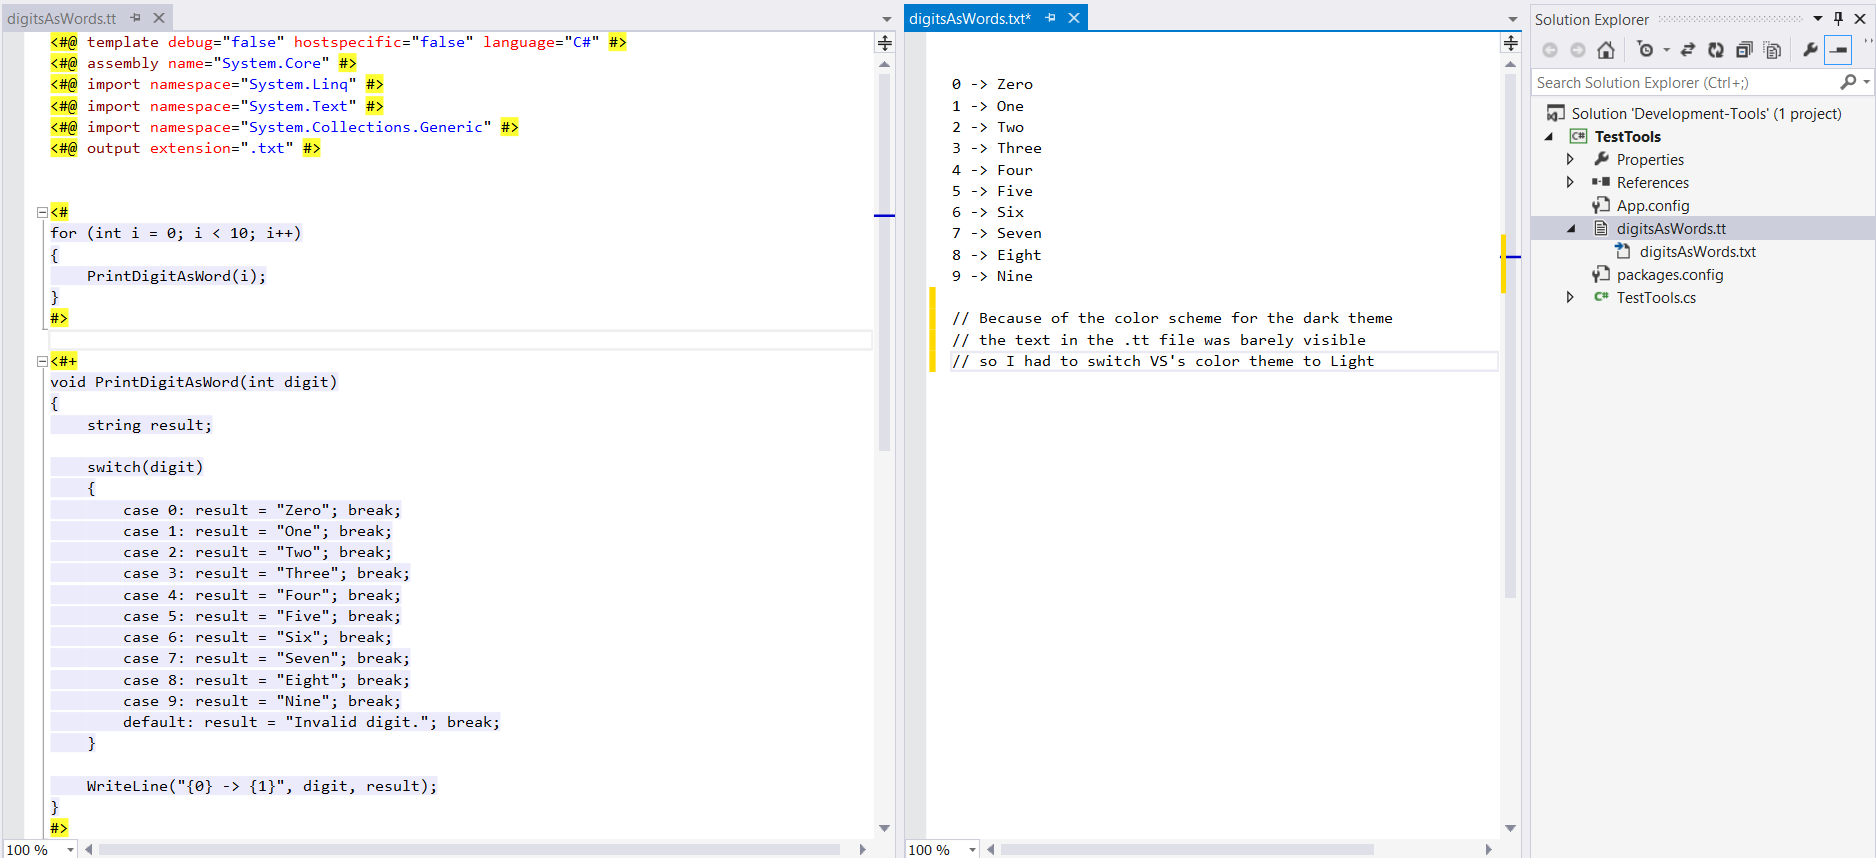 digitsAsWords.tt
<#@ template debug="false" hostspecific="false" language="C#" #>
<#@ assembly name="System.Core" #>
<#@ import namespace="System.Linq" #>
<#@ import namespace="System.Text" #>
<#@ import namespace="System.Collections.Generic" #>
<#@ output extension=".txt" #>
<#
for (int i = 0; i < 10; i++)
{
    PrintDigitAsWord(i);
}
#>
<#+
void PrintDigitAsWord(int digit)
{
    string result;
    switch(digit)
    {
        case 0: result = "Zero"; break;
        case 1: result = "One"; break;
        case 2: result = "Two"; break;
        case 3: result = "Three"; break;
        case 4: result = "Four"; break;
        case 5: result = "Five"; break;
        case 6: result = "Six"; break;
        case 7: result = "Seven"; break;
        case 8: result = "Eight"; break;
        case 9: result = "Nine"; break;
        default: result = "Invalid digit."; break;
    }
    WriteLine("{0} -> {1}", digit, result);
}
#>
100 %
digitsAsWords.txt*
0 -> Zero
1 -> One
2 -> Two
3 -> Three
4 -> Four
5 -> Five
6 -> Six
7 -> Seven
8 -> Eight
9 -> Nine
// Because of the color scheme for the dark theme
// the text in the .tt file was barely visible
// so I had to switch VS's color theme to Light
100 %
Solution Explorer
Search Solution Explorer (Ctrl+;)
Solution 'Development-Tools' (1 project)
C# TestTools
Properties
References
App.config
digitsAsWords.tt
digitsAsWords.txt
packages.config
C# TestTools.cs